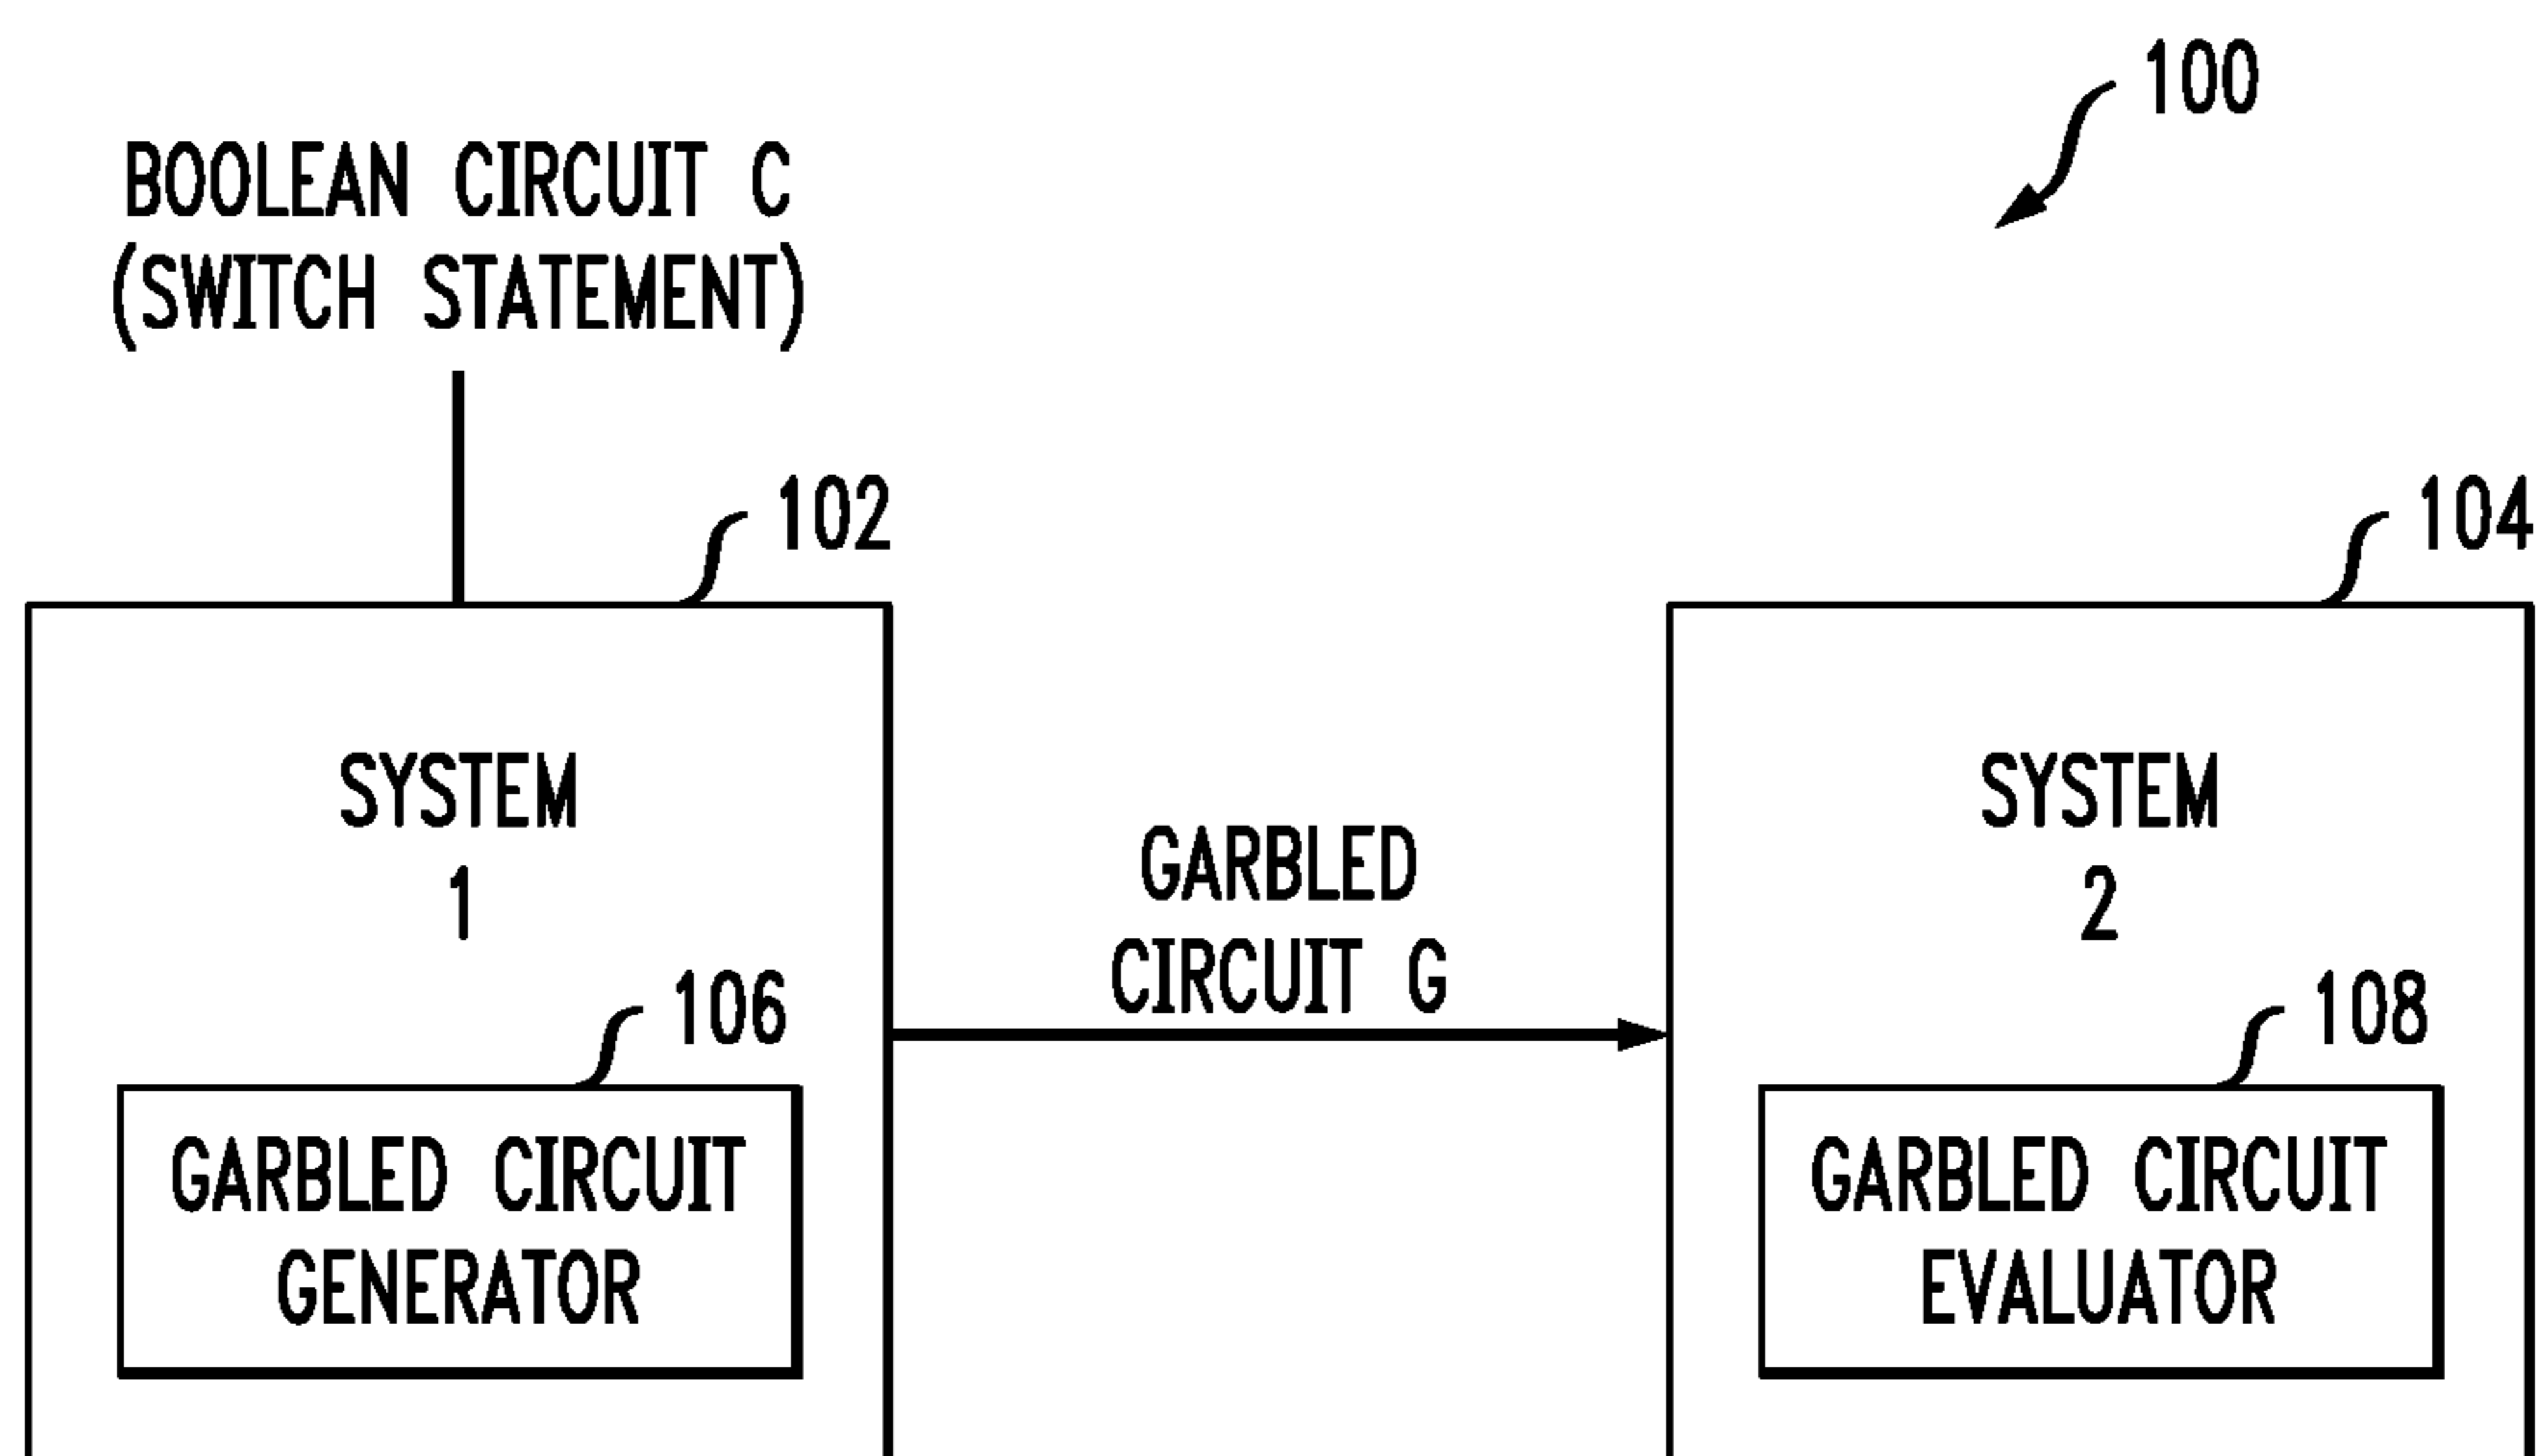 100
BOOLEAN CIRCUIT C
(SWITCH STATEMENT)
102
104
SYSTEM
1
GARBLED
CIRCUIT G
SYSTEM
2
106
108
GARBLED CIRCUIT
GENERATOR
GARBLED CIRCUIT
EVALUATOR